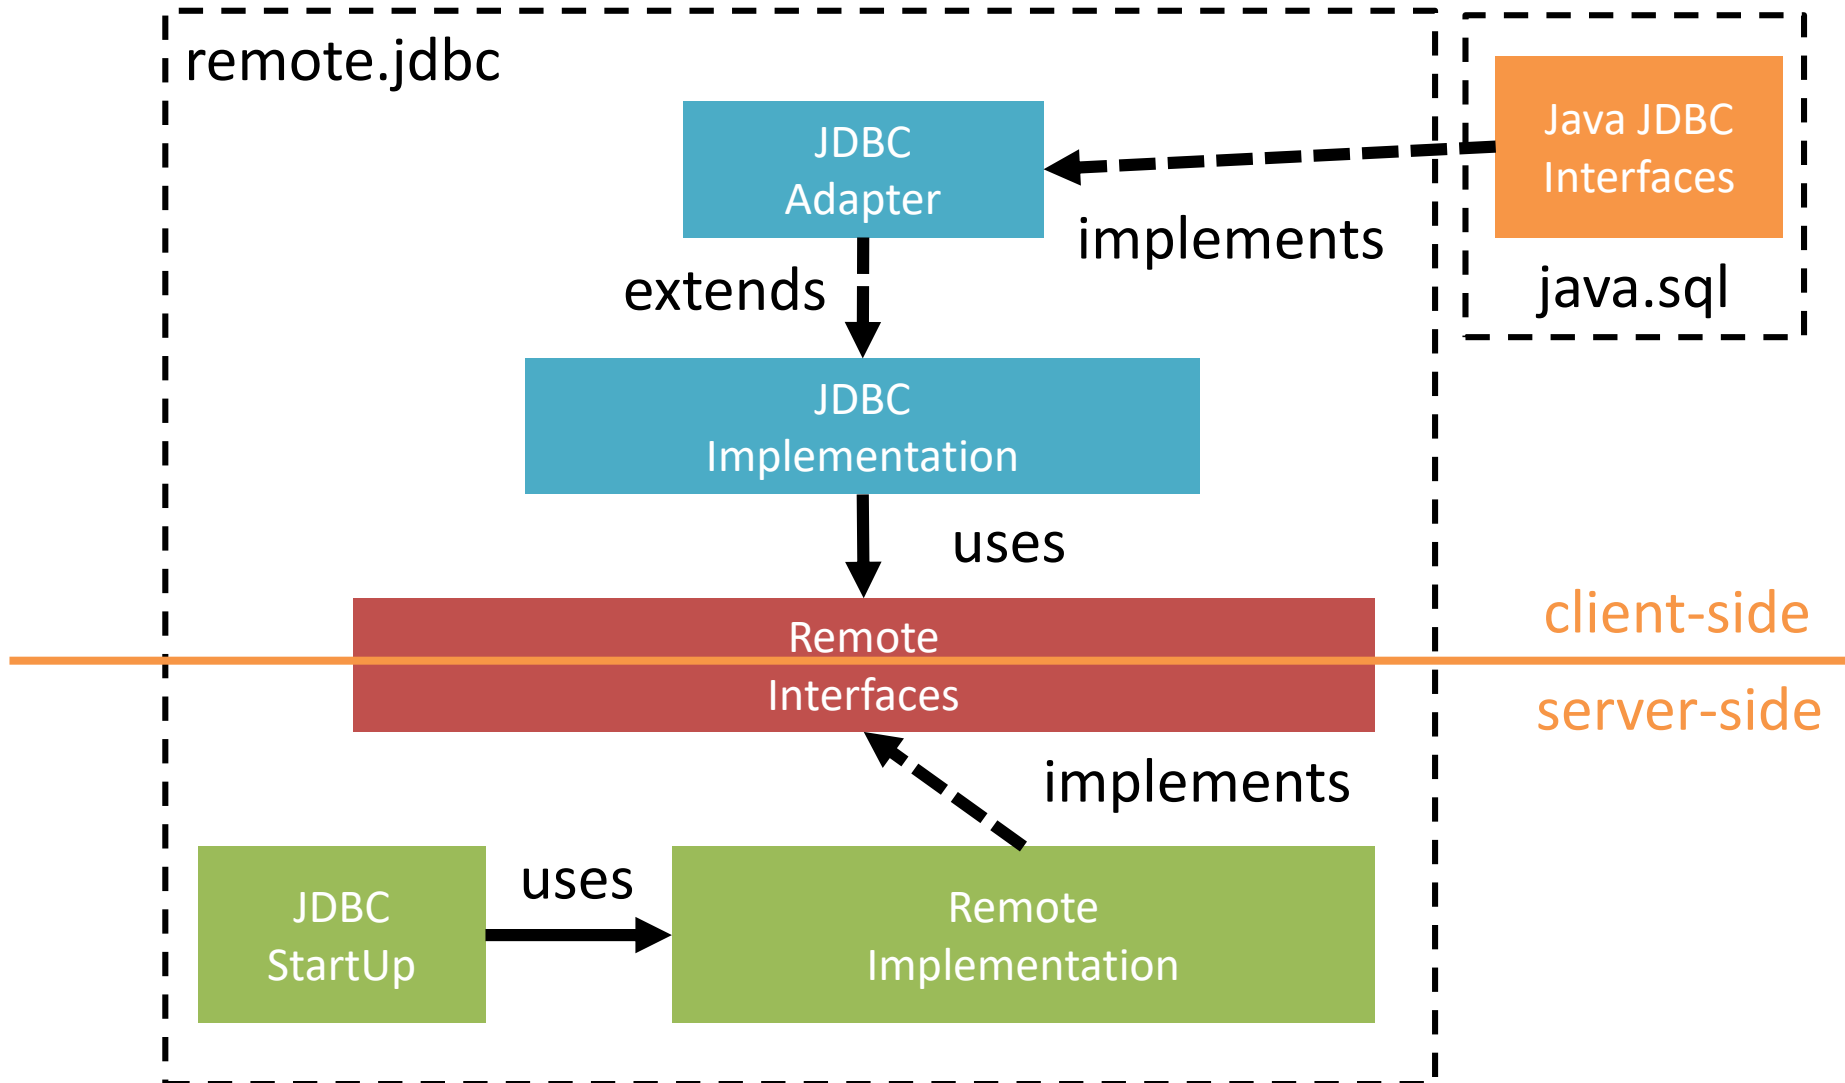 remote.jdbc
JDBC
Adapter
Java JDBC
Interfaces
implements
java.sql
extends
JDBC
Implementation
uses
client-side
Remote
Interfaces
server-side
implements
uses
JDBC
StartUp
Remote
Implementation